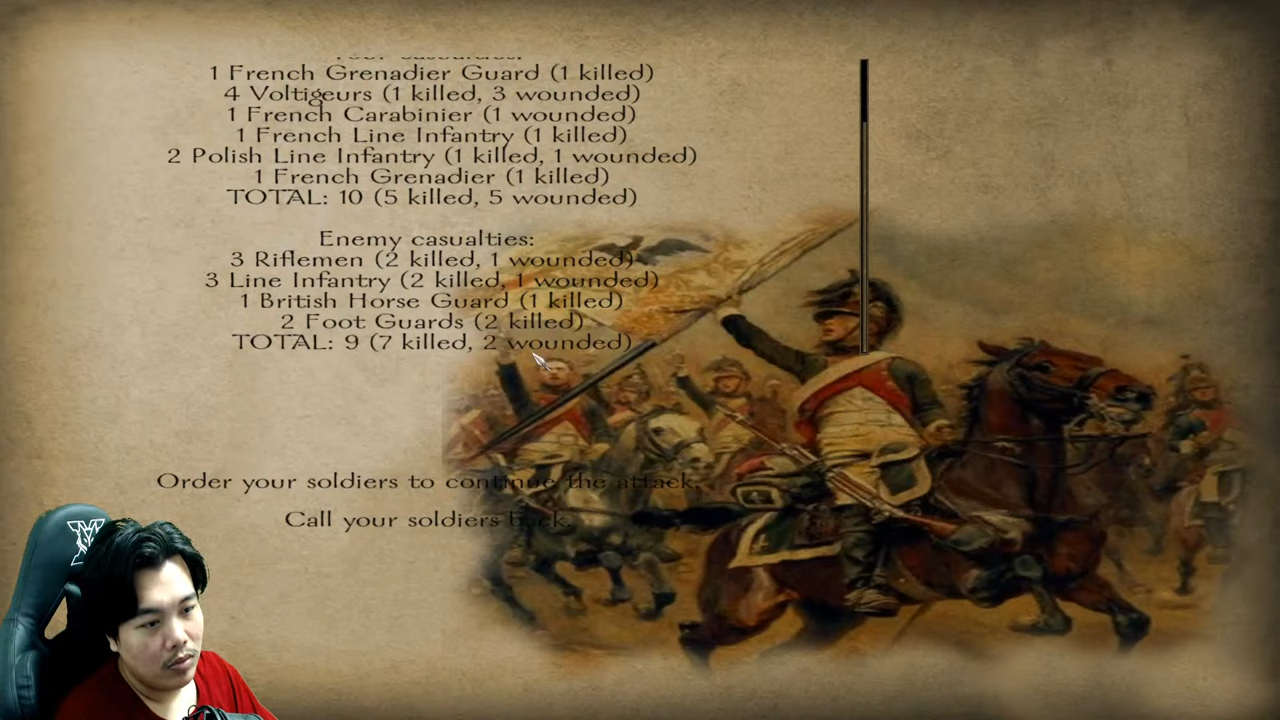 1 French Grenadier Guard (1 killed)
4 Voltigeurs (1 killed, 3 wounded)
1 French Carabinier (1 wounded)
1 French Line Infantry (1 killed)
2 Polish Line Infantry (1 killed, 1 wounded)
1 French Grenadier (1 killed)
TOTAL: 10 (5 killed, 5 wounded)
Enemy casualties:
3 Riflemen (2 killed, 1 wounded)
3 Line Infantry (2 killed, 1 wounded)
1 British Horse Guard (1 killed)
2 Foot Guards (2 killed)
TOTAL: 9 (7 killed, 2 wounded)
Order your soldiers to continue the attack.
Call your soldiers back.